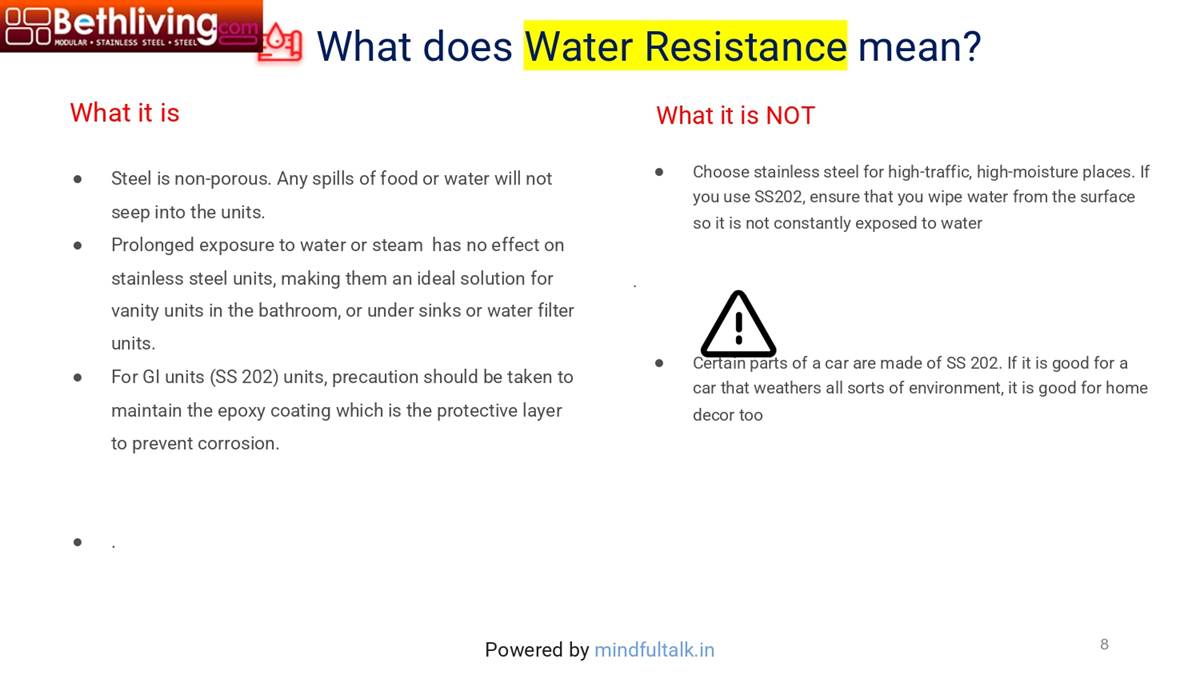 Bethliving.com
MODULAR • STAINLESS STEEL • STEEL
What does Water Resistance mean?
What it is
● Steel is non-porous. Any spills of food or water will not
seep into the units.
● Prolonged exposure to water or steam  has no effect on
stainless steel units, making them an ideal solution for
vanity units in the bathroom, or under sinks or water filter
units.
● For GI units (SS 202) units, precaution should be taken to
maintain the epoxy coating which is the protective layer
to prevent corrosion.
● .
What it is NOT
● Choose stainless steel for high-traffic, high-moisture places. If
you use SS202, ensure that you wipe water from the surface
so it is not constantly exposed to water
.
● Certain parts of a car are made of SS 202. If it is good for a
car that weathers all sorts of environment, it is good for home
decor too
Powered by mindfultalk.in
8